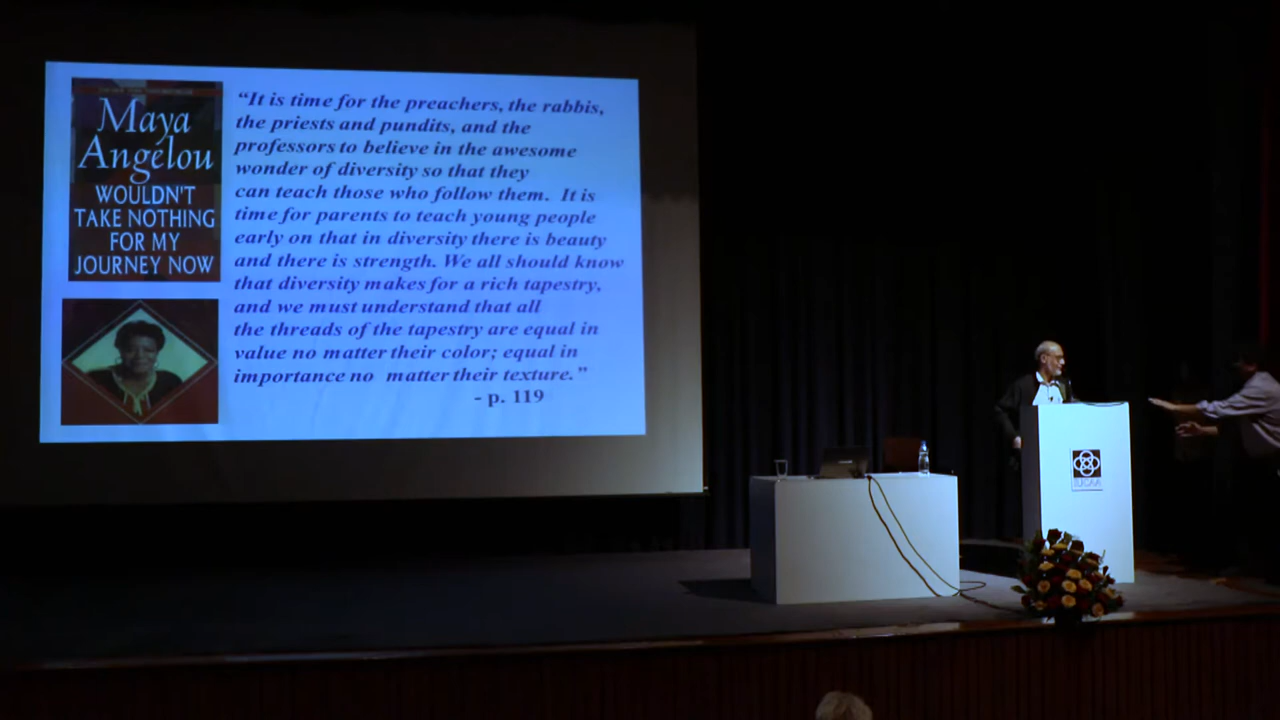 Maya
Angelou
WOULDN'T
TAKE NOTHING
FOR MY
JOURNEY NOW
“It is time for the preachers, the rabbis,
the priests and pundits, and the
professors to believe in the awesome
wonder of diversity so that they
can teach those who follow them. It is
time for parents to teach young people
early on that in diversity there is beauty
and there is strength. We all should know
that diversity makes for a rich tapestry,
and we must understand that all
the threads of the tapestry are equal in
value no matter their color; equal in
importance no matter their texture.”
- p. 119
IUCAA